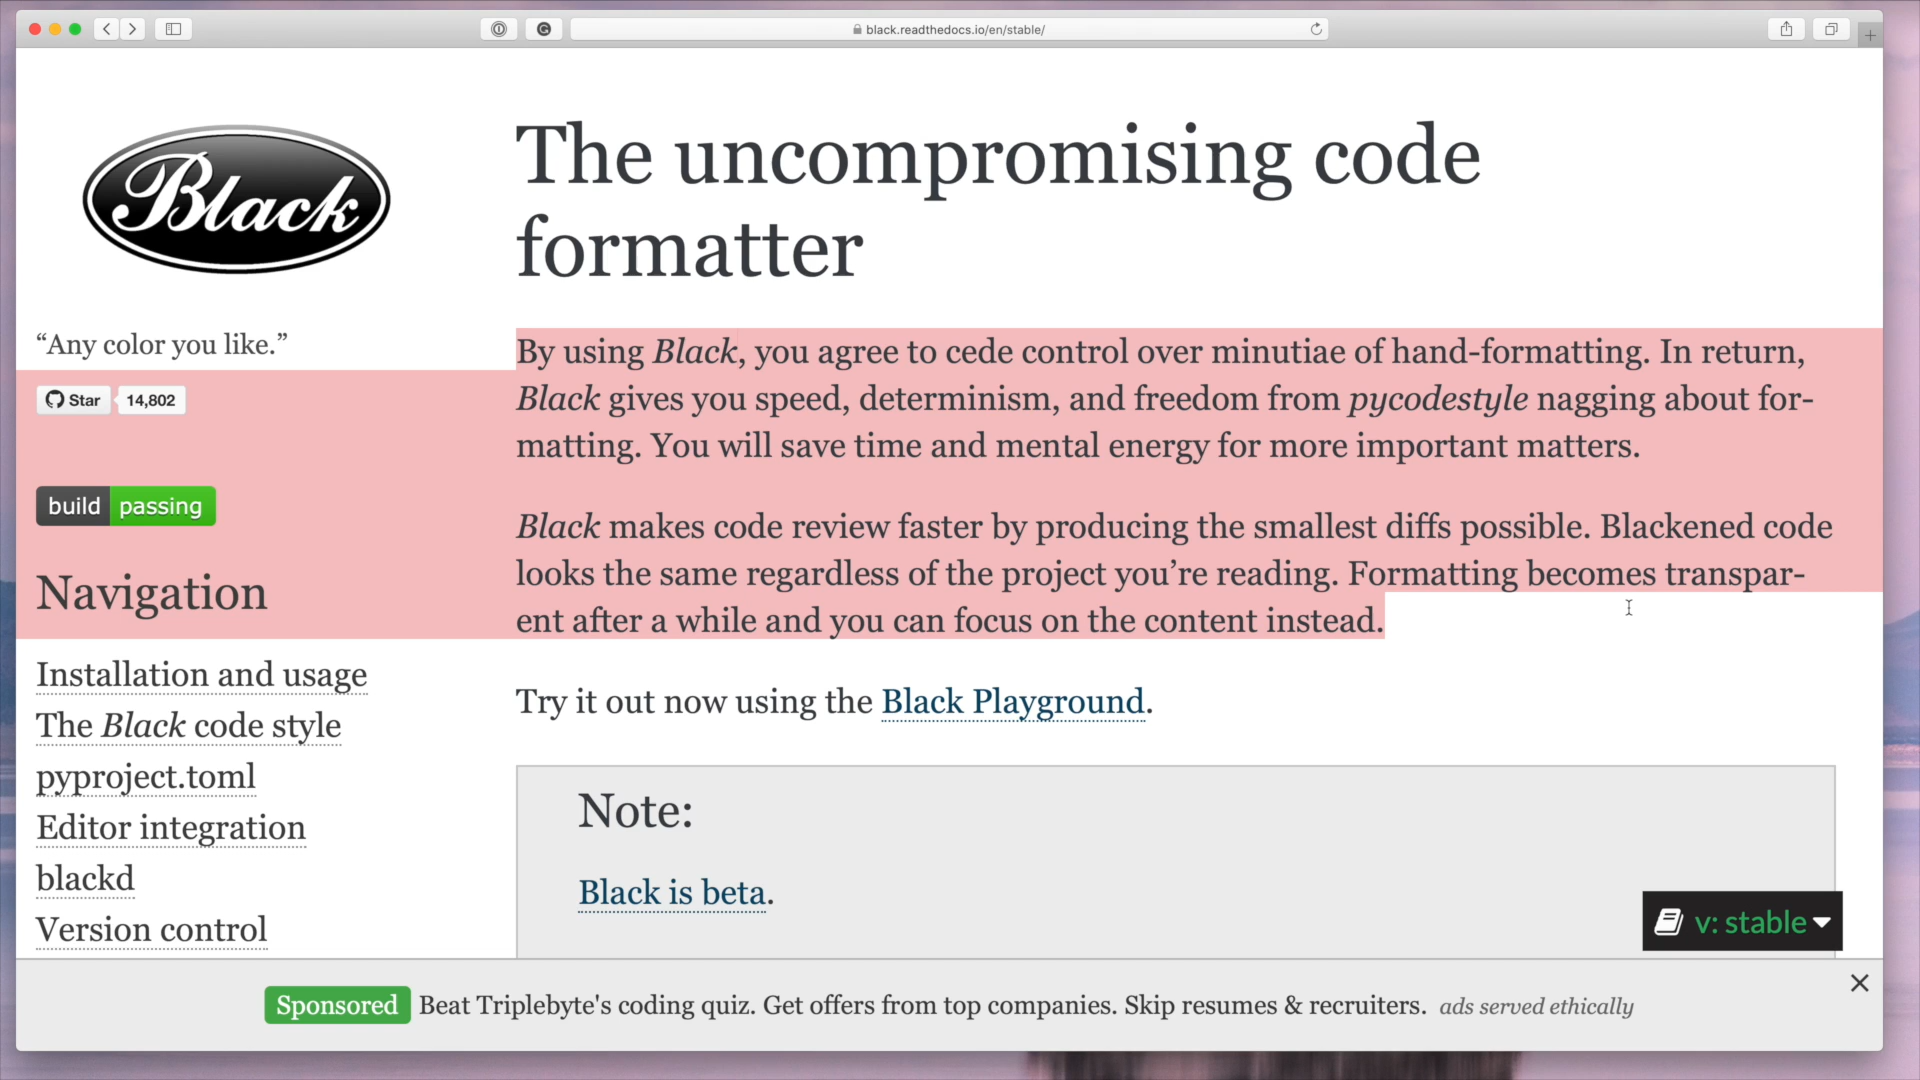 black.readthedocs.io/en/stable/
Black
“Any color you like.”
Star
14,802
build passing
Navigation
Installation and usage
The Black code style
pyproject.toml
Editor integration
blackd
Version control
The uncompromising code
formatter
By using Black, you agree to cede control over minutiae of hand-formatting. In return,
Black gives you speed, determinism, and freedom from pycodestyle nagging about for-
matting. You will save time and mental energy for more important matters.
Black makes code review faster by producing the smallest diffs possible. Blackened code
looks the same regardless of the project you’re reading. Formatting becomes transpar-
ent after a while and you can focus on the content instead.
Try it out now using the Black Playground.
Note:
Black is beta.
v: stable
Sponsored Beat Triplebyte's coding quiz. Get offers from top companies. Skip resumes & recruiters. ads served ethically